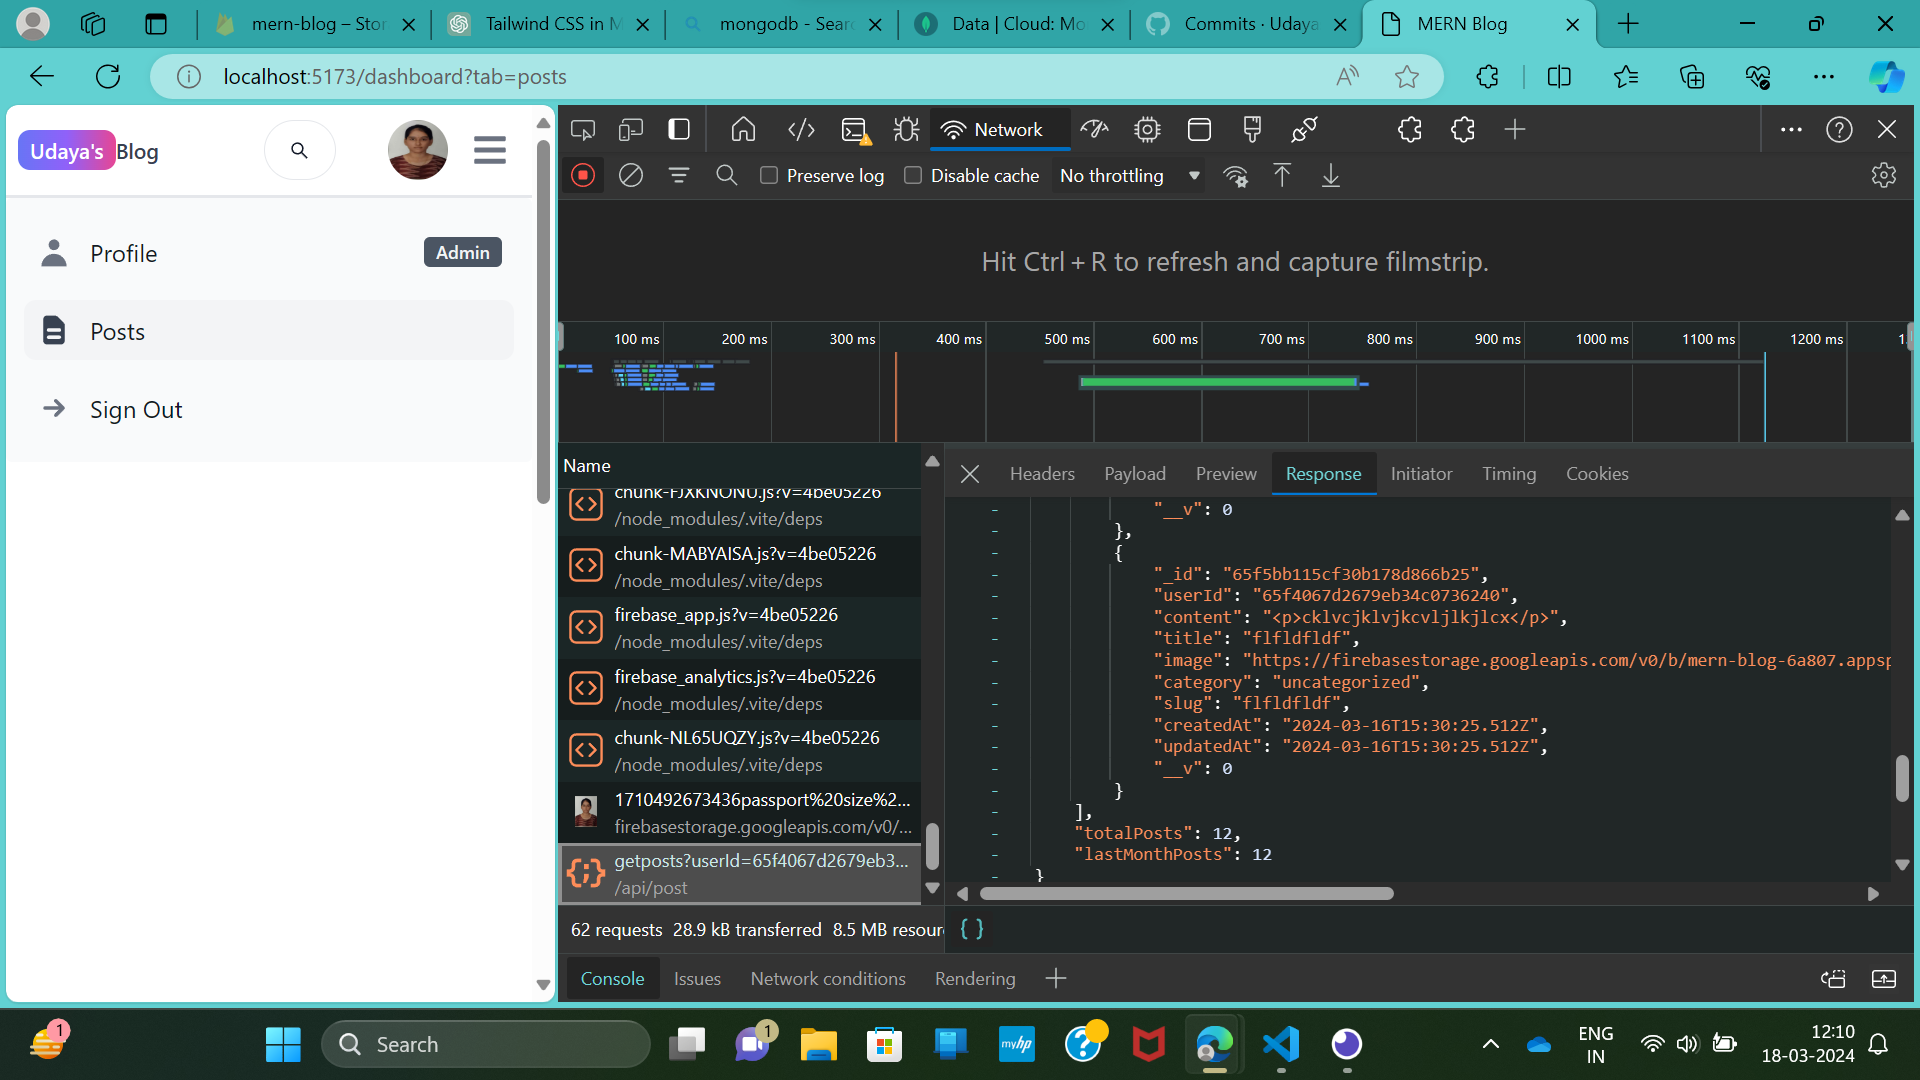 mern-blog – Stor
Tailwind CSS in M
mongodb - Searc
Data | Cloud: Mo
Commits · Udaya
MERN Blog
localhost:5173/dashboard?tab=posts
Udaya's Blog
Profile
Admin
Posts
Sign Out
Network
Preserve log
Disable cache
No throttling
Hit Ctrl + R to refresh and capture filmstrip.
100 ms
200 ms
300 ms
400 ms
500 ms
600 ms
700 ms
800 ms
900 ms
1000 ms
1100 ms
1200 ms
Name
chunk-FJXKNONU.js?v=4be05226
/node_modules/.vite/deps
chunk-MABYAISA.js?v=4be05226
/node_modules/.vite/deps
firebase_app.js?v=4be05226
/node_modules/.vite/deps
firebase_analytics.js?v=4be05226
/node_modules/.vite/deps
chunk-NL65UQZY.js?v=4be05226
/node_modules/.vite/deps
1710492673436passport%20size%2...
firebasestorage.googleapis.com/v0/...
getposts?userId=65f4067d2679eb3...
/api/post
62 requests 28.9 kB transferred 8.5 MB resour
Headers
Payload
Preview
Response
Initiator
Timing
Cookies
"__v": 0
},
{
"_id": "65f5bb115cf30b178d866b25",
"userId": "65f4067d2679eb34c0736240",
"content": "<p>cklvcjklvjkcvljlkjlcx</p>",
"title": "flfldfldf",
"image": "https://firebasestorage.googleapis.com/v0/b/mern-blog-6a807.appsp
"category": "uncategorized",
"slug": "flfldfldf",
"createdAt": "2024-03-16T15:30:25.512Z",
"updatedAt": "2024-03-16T15:30:25.512Z",
"__v": 0
}
],
"totalPosts": 12,
"lastMonthPosts": 12
}
{ }
Console
Issues
Network conditions
Rendering
1
Search
1
myhp
ENG
IN
12:10
18-03-2024